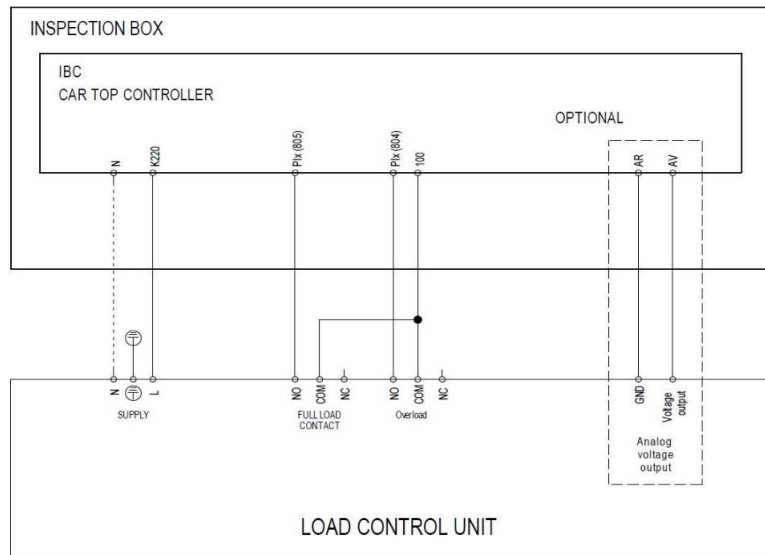 INSPECTION BOX
IBC
CAR TOP CONTROLLER
OPTIONAL
N
K220
PIx (805)
PIx (804)
100
AR
AV
N
L
NO
COM
NC
NO
COM
NC
GND
Voltage
output
SUPPLY
FULL LOAD
CONTACT
Overload
Analog
voltage
output
LOAD CONTROL UNIT